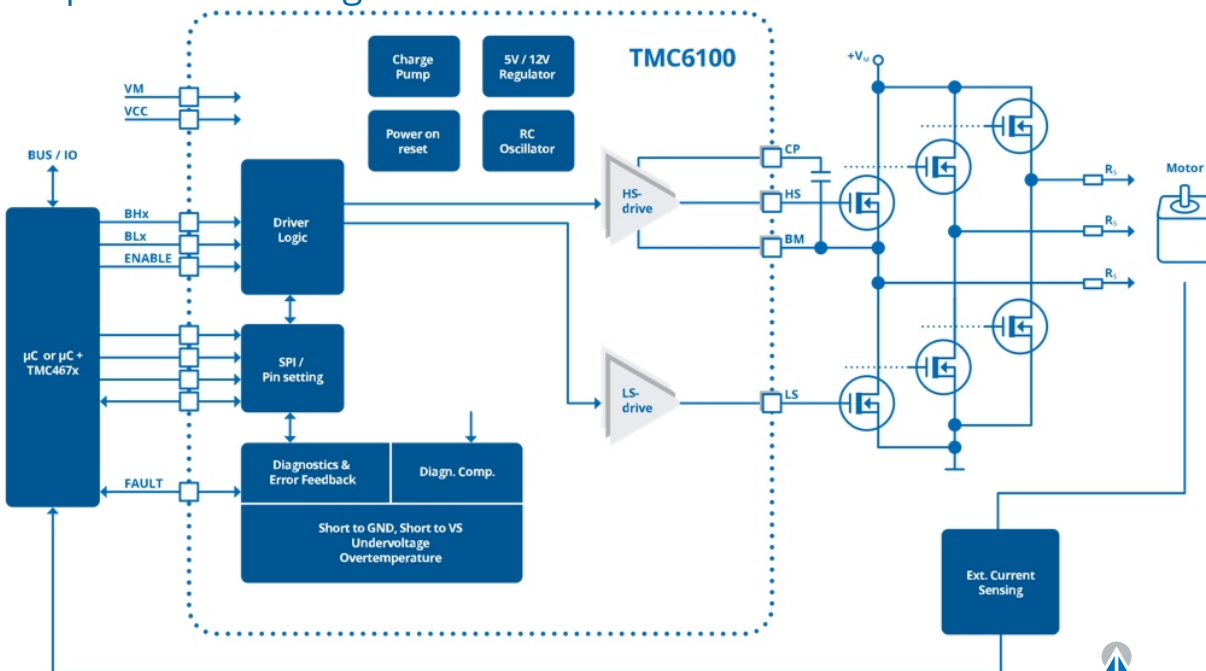 TMC6100
Charge
Pump
5V / 12V
Regulator
Power on
reset
RC
Oscillator
VM
VCC
BUS / IO
BHx
BLx
ENABLE
Driver
Logic
µC or µC +
TMC467x
SPI /
Pin setting
FAULT
Diagnostics &
Error Feedback
Diagn. Comp.
Short to GND, Short to VS
Undervoltage
Overtemperature
HS-
drive
LS-
drive
CP
HS
BM
LS
+VM
RS
RS
RS
Motor
Ext. Current
Sensing